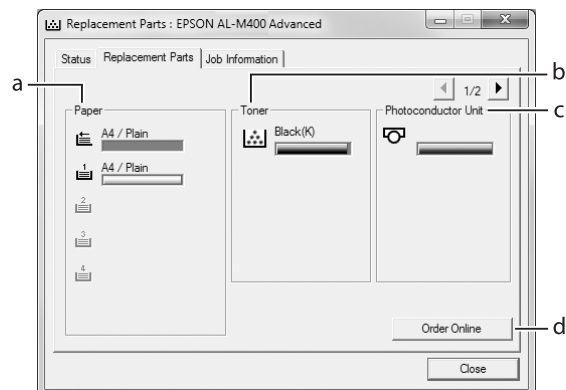 Replacement Parts : EPSON AL-M400 Advanced
Status Replacement Parts Job Information
a
b
1/2
c
Paper
Toner
Photoconductor Unit
A4 / Plain
Black(K)
1
A4 / Plain
2
3
4
Order Online
d
Close